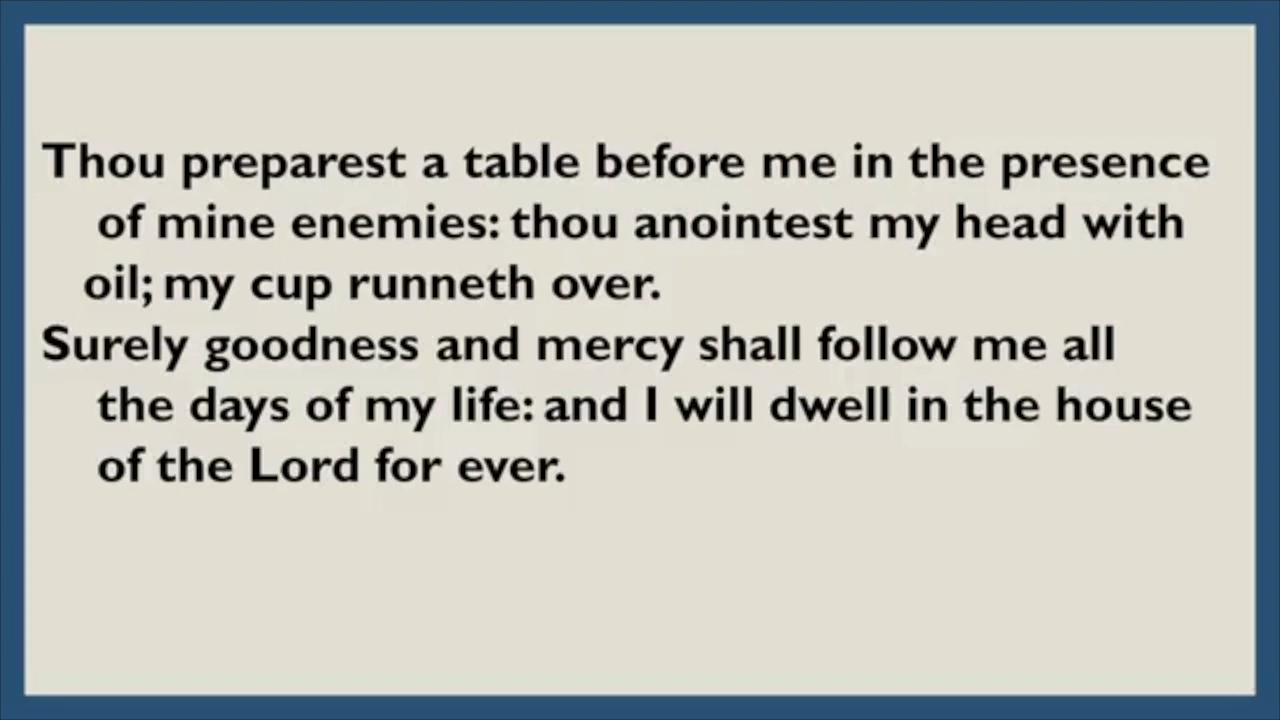 Thou preparest a table before me in the presence
of mine enemies: thou anointest my head with
oil; my cup runneth over.
Surely goodness and mercy shall follow me all
the days of my life: and I will dwell in the house
of the Lord for ever.